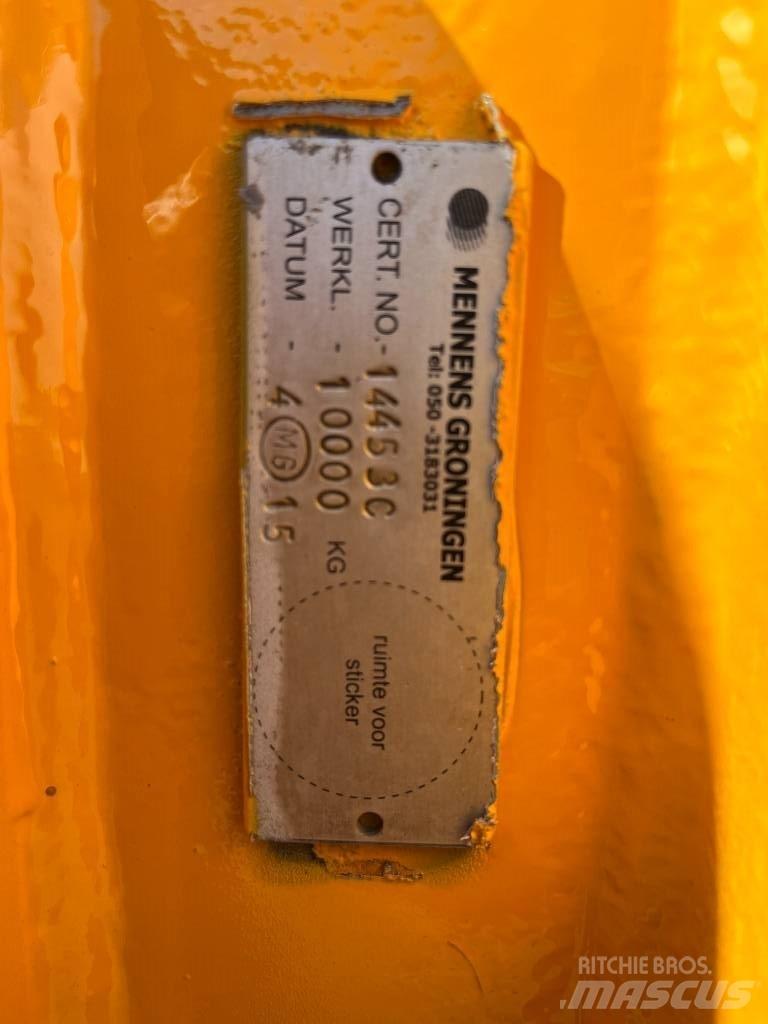 MENNENS GRONINGEN
Tel: 050 -3183031
CERT. NO.- 14453C
WERKL. - 10000 KG
DATUM - 4 MG 15
ruimte voor
sticker
RITCHIE BROS.
MASCUS